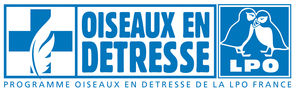 OISEAUX EN
DETRESSE
LPO
PROGRAMME OISEAUX EN DETRESSE DE LA LPO FRANCE